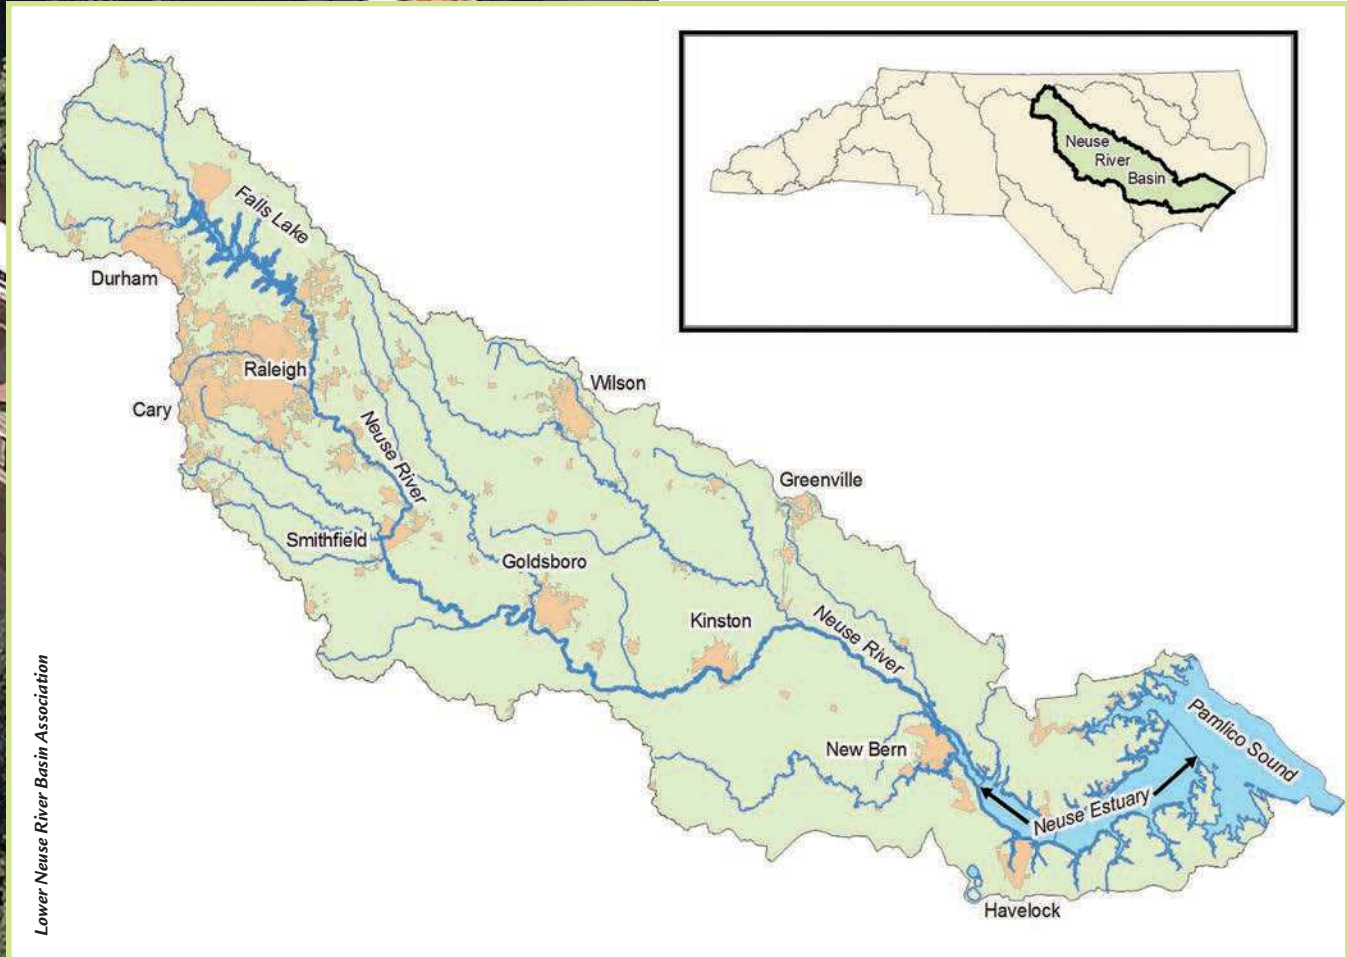 Neuse
River
Basin
Falls Lake
Durham
Raleigh
Wilson
Cary
Neuse River
Greenville
Smithfield
Goldsboro
Kinston
Neuse River
New Bern
Pamlico Sound
Neuse Estuary
Havelock
Lower Neuse River Basin Association